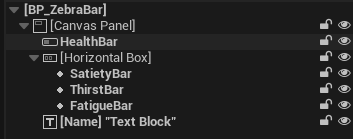 [BP_ZebraBar]
[Canvas Panel]
HealthBar
[Horizontal Box]
SatietyBar
ThirstBar
FatigueBar
[Name] "Text Block"